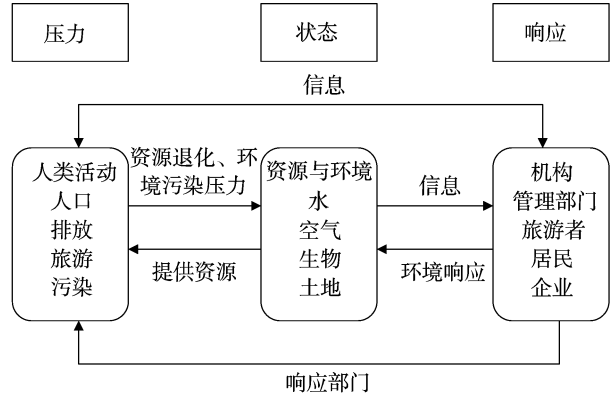 压力
状态
响应
信息
人类活动
人口
排放
旅游
污染
资源退化、环
境污染压力
提供资源
资源与环境
水
空气
生物
土地
信息
环境响应
机构
管理部门
旅游者
居民
企业
响应部门